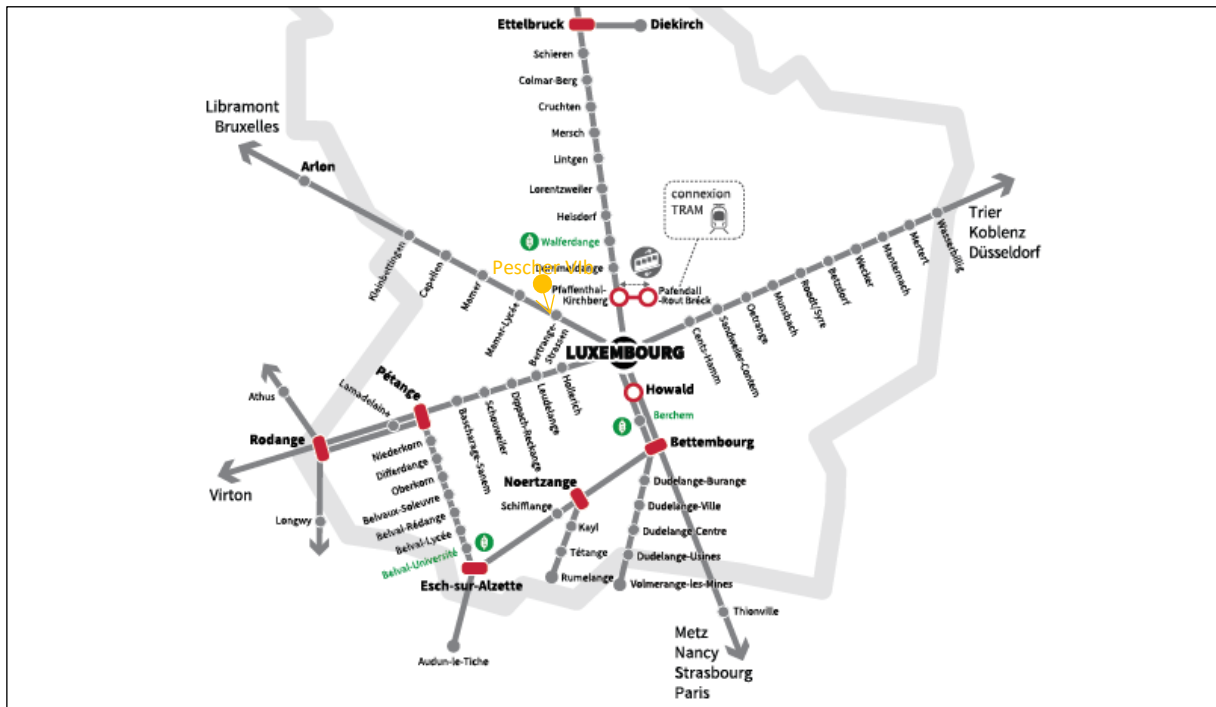 Ettelbruck
Diekirch
Schieren
Colmar-Berg
Cruchten
Mersch
Lintgen
Lorentzweiler
Heisdorf
Walferdange
Dommeldange
Pfaffenthal-
Kirchberg
Pafendall
-Rout Bréck
connexion
TRAM
Libramont
Bruxelles
Arlon
Kleinbettingen
Capellen
Mamer
Mamer-Lycée
Pescher Vlb
Bertrange-
Strassen
LUXEMBOURG
Trier
Koblenz
Düsseldorf
Cents-Hamm
Sandweiler-Contern
Oetrange
Munsbach
Roodt/Syre
Betzdorf
Wecker
Manternach
Mertert
Wasserbillig
Hollerich
Leudelange
Dippach-Reckange
Schouweiler
Bascharage-Sanem
Pétange
Lamadelaine
Athus
Rodange
Virton
Longwy
Niederkorn
Differdange
Oberkorn
Belvaux-Soleuvre
Belval-Rédange
Belval-Lycée
Belval-Université
Esch-sur-Alzette
Audun-le-Tiche
Howald
Berchem
Bettembourg
Noertzange
Schifflange
Kayl
Tétange
Rumelange
Dudelange-Burange
Dudelange-Ville
Dudelange-Centre
Dudelange-Usines
Volmerange-les-Mines
Thionville
Metz
Nancy
Strasbourg
Paris